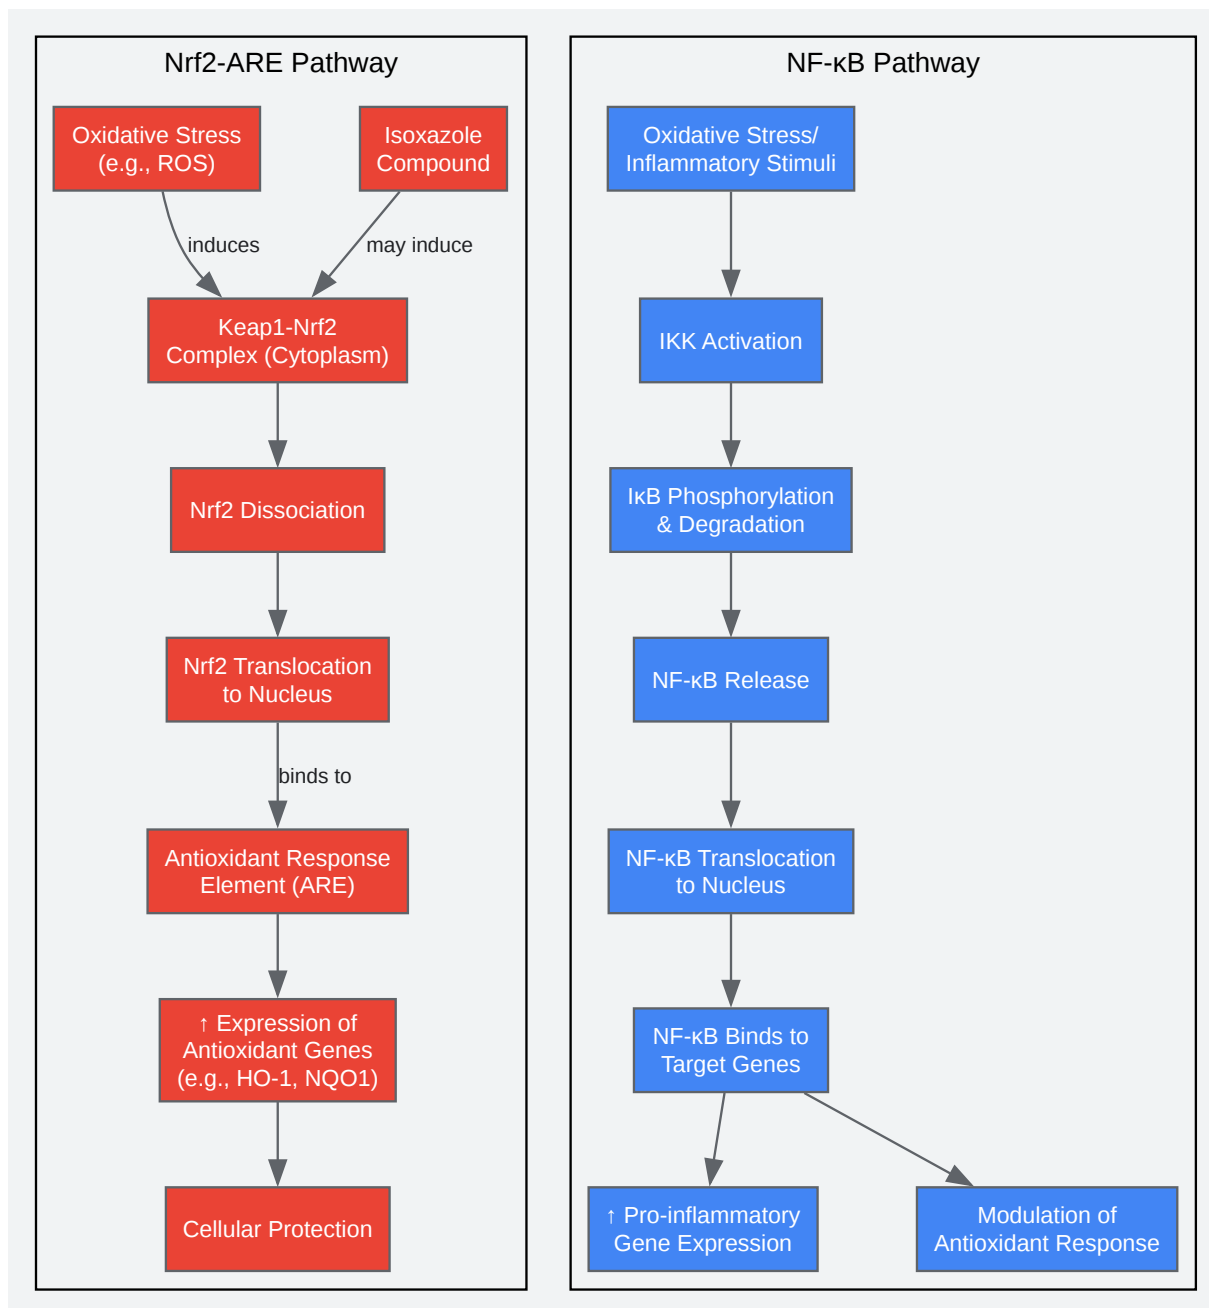 Nrf2-ARE Pathway
Oxidative Stress
(e.g., ROS)
Isoxazole
Compound
induces
may induce
Keap1-Nrf2
Complex (Cytoplasm)
Nrf2 Dissociation
Nrf2 Translocation
to Nucleus
binds to
Antioxidant Response
Element (ARE)
↑ Expression of
Antioxidant Genes
(e.g., HO-1, NQO1)
Cellular Protection
NF-κB Pathway
Oxidative Stress/
Inflammatory Stimuli
IKK Activation
IκB Phosphorylation
& Degradation
NF-κB Release
NF-κB Translocation
to Nucleus
NF-κB Binds to
Target Genes
↑ Pro-inflammatory
Gene Expression
Modulation of
Antioxidant Response